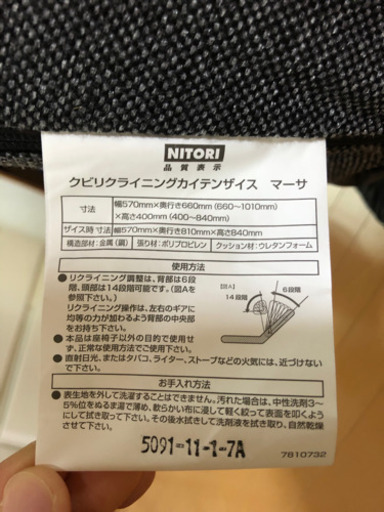 NITORI
品質表示
クビリクライニングカイテンザイス マーサ
寸法
幅570mm×奥行き660mm(660～1010mm)
×高さ400mm(400～840mm)
ザイス時 寸法
幅570mm×奥行き810mm×高さ840mm
構造部材:金属(鋼) 張り材:ポリプロピレン クッション材:ウレタンフォーム
使用方法
●リクライニング調整は、背部は6段
階、頭部は14段階可能です。(図Aを
参照下さい。)
リクライニング操作は、左右のギアに
均等の力が加わるよう背部の中央部
をお持ち下さい。
[図A]
6段階
14段階
●本品は座椅子以外の目的で使用せ
ず、正常な使用方法でご使用下さい。
●直射日光、またはタバコ、ライター、ストーブなどの火気には、近づけない
で下さい。
お手入れ方法
●表生地を外して洗濯することはできません。汚れた場合は、中性洗剤3～
5%位をぬるま湯で薄め、軟らかい布に浸して軽く絞って表面を叩くよう
にして下さい。その後水拭きして洗剤液をよく取り除き、自然乾燥
させて下さい。
5091-11-1-7A
7810732